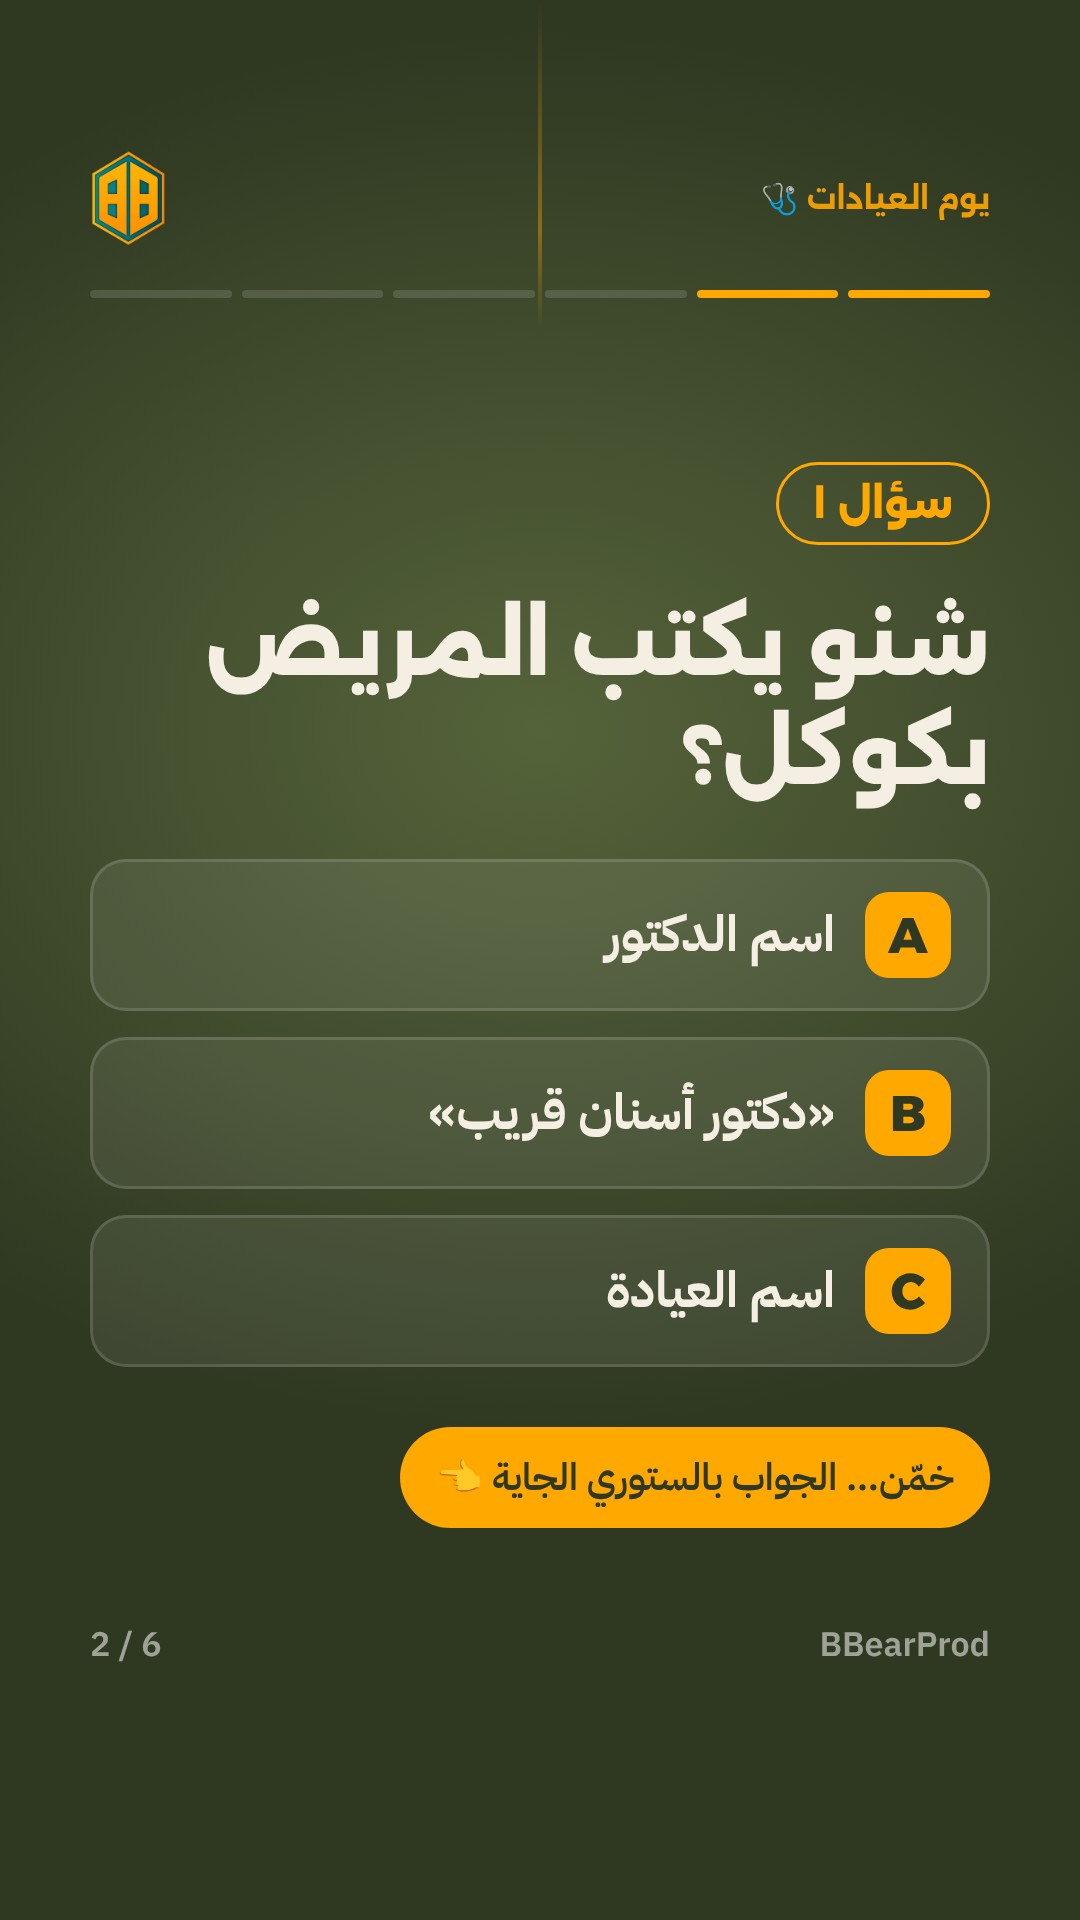 يوم العيادات 🩺
سؤال ١
شنو يكتب المريض
بكوكل؟
A اسم الدكتور
B «دكتور أسنان قريب»
C اسم العيادة
خمّن... الجواب بالستوري الجاية 👈
BBearProd
2 / 6